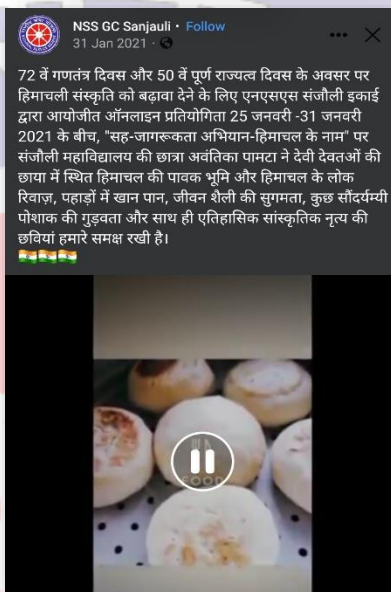 NSS GC Sanjauli • Follow
31 Jan 2021 •
72 वें गणतंत्र दिवस और 50 वें पूर्ण राज्यत्व दिवस के अवसर पर
हिमाचली संस्कृति को बढ़ावा देने के लिए एनएसएस संजौली इकाई
द्वारा आयोजीत ऑनलाइन प्रतियोगिता 25 जनवरी -31 जनवरी
2021 के बीच, "सह-जागरूकता अभियान-हिमाचल के नाम" पर
संजौली महाविद्यालय की छात्रा अवंतिका पामटा ने देवी देवतओं की
छाया में स्थित हिमाचल की पावक भूमि और हिमाचल के लोक
रिवाज़, पहाड़ों में खान पान, जीवन शैली की सुगमता, कुछ सौंदर्यम्यी
पोशाक की गुड़वता और साथ ही एतिहासिक सांस्कृतिक नृत्य की
छवियां हमारे समक्ष रखी है।
FOOD